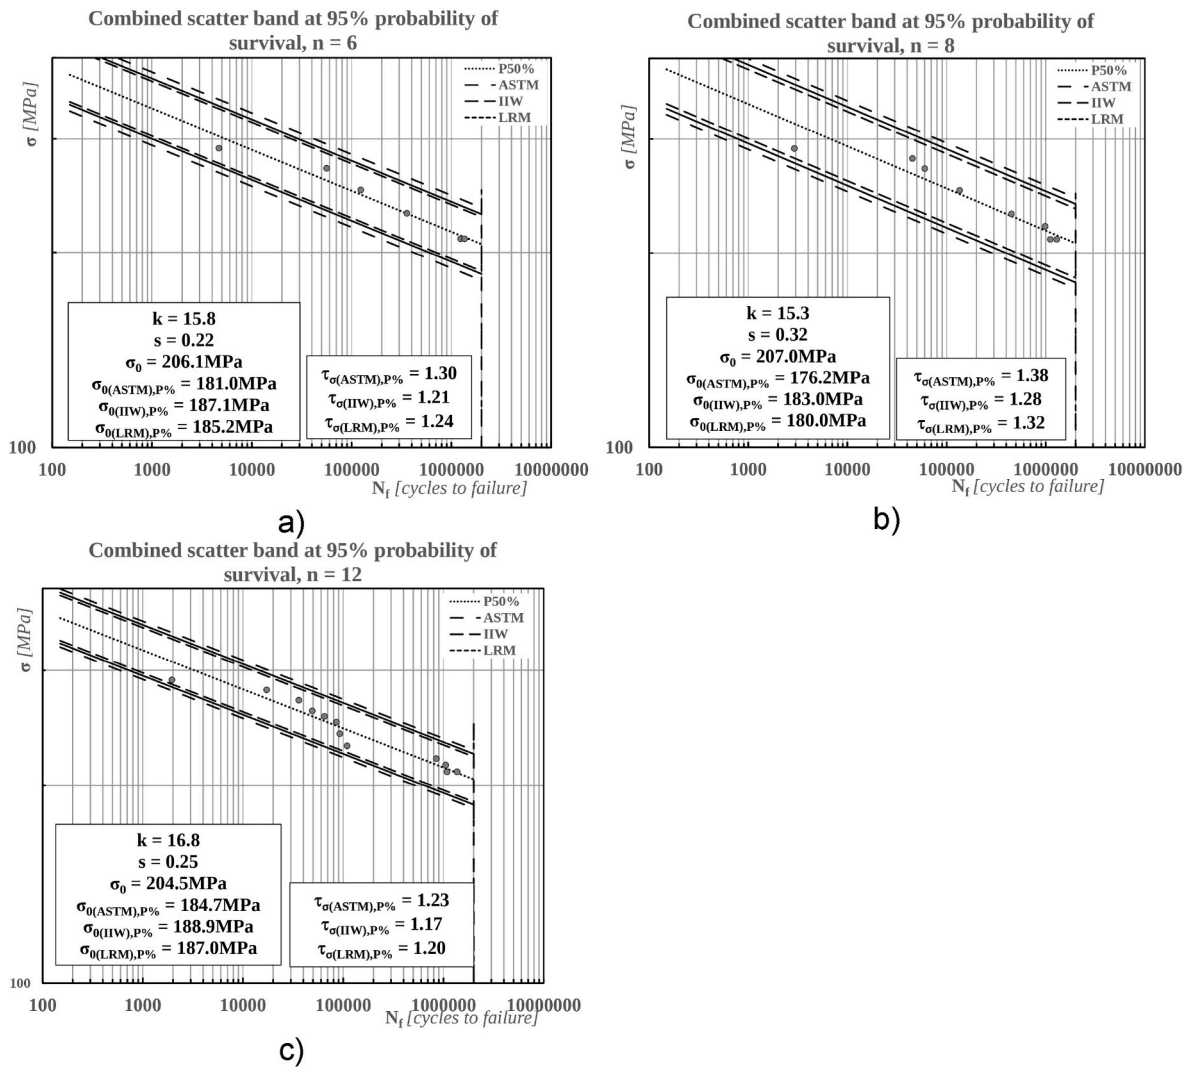 Combined scatter band at 95% probability of
survival, n = 6
σ [MPa]
P50%
ASTM
IIW
LRM
k = 15.8
s = 0.22
σ0 = 206.1MPa
σ0(ASTM),P% = 181.0MPa
σ0(IIW),P% = 187.1MPa
σ0(LRM),P% = 185.2MPa
τσ(ASTM),P% = 1.30
τσ(IIW),P% = 1.21
τσ(LRM),P% = 1.24
100
100 1000 10000 100000 1000000 10000000
Nf [cycles to failure]
a)
Combined scatter band at 95% probability of
survival, n = 8
σ [MPa]
P50%
ASTM
IIW
LRM
k = 15.3
s = 0.32
σ0 = 207.0MPa
σ0(ASTM),P% = 176.2MPa
σ0(IIW),P% = 183.0MPa
σ0(LRM),P% = 180.0MPa
τσ(ASTM),P% = 1.38
τσ(IIW),P% = 1.28
τσ(LRM),P% = 1.32
100
100 1000 10000 100000 1000000 10000000
Nf [cycles to failure]
b)
Combined scatter band at 95% probability of
survival, n = 12
σ [MPa]
P50%
ASTM
IIW
LRM
k = 16.8
s = 0.25
σ0 = 204.5MPa
σ0(ASTM),P% = 184.7MPa
σ0(IIW),P% = 188.9MPa
σ0(LRM),P% = 187.0MPa
τσ(ASTM),P% = 1.23
τσ(IIW),P% = 1.17
τσ(LRM),P% = 1.20
100
100 1000 10000 100000 1000000 10000000
Nf [cycles to failure]
c)